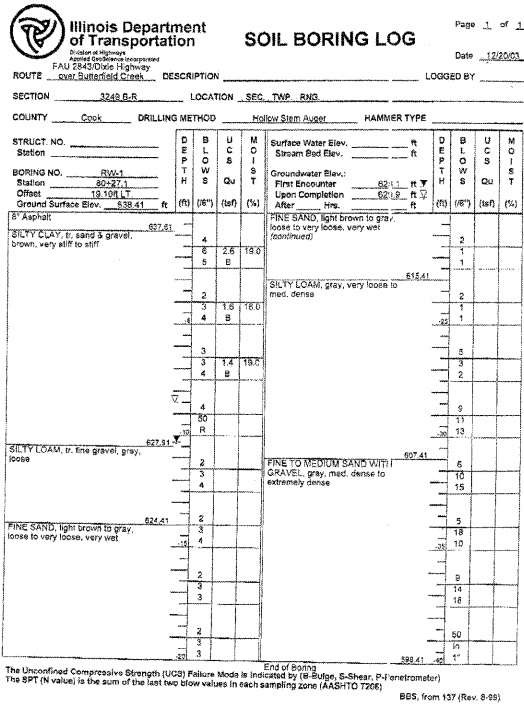 Illinois Department
of Transportation
Division of Highways
Applied GeoScience Incorporated
SOIL BORING LOG
Page 1 of 1
Date 12/20/03
FAU 2843/Dixie Highway
ROUTE over Butterfield Creek DESCRIPTION LOGGED BY
SECTION 3249 B-R LOCATION SEC. TWP. RNG.
COUNTY Cook DRILLING METHOD Hollow Stem Auger HAMMER TYPE
STRUCT. NO.
Station
BORING NO. RW-1
Station 80+27.1
Offset 19.10ft LT.
Ground Surface Elev. 638.41 ft
DEPTH (ft)
BLOWS (/6")
UCS Qu (tsf)
MOIST (%)
Surface Water Elev. ft
Stream Bed Elev. ft
Groundwater Elev.:
First Encounter ft ▼
Upon Completion ft ▽
After Hrs. ft
DEPTH (ft)
BLOWS (/6")
UCS Qu (tsf)
MOIST (%)
8" Asphalt
637.61
SILTY CLAY, tr. sand & gravel,
brown, very stiff to stiff
4
6 2.6 19.0
5 B
2
3 1.6 18.0
-5 4 B
3
3 1.4 19.0
4 B
▽
4
50
-10 R
627.91 ▼
SILTY LOAM, tr. fine gravel, gray,
loose
2
3
4
624.41
2
FINE SAND, light brown to gray,
loose to very loose, very wet
3
-15 4
2
3
3
2
3
-20 3
FINE SAND, light brown to gray,
loose to very loose, very wet
(continued)
2
1
1
615.41
SILTY LOAM, gray, very loose to
med. dense
2
1
-25 1
5
3
2
9
11
-30 13
607.41
FINE TO MEDIUM SAND WITH
GRAVEL, gray, med. dense to
extremely dense
6
10
15
5
18
-35 10
9
14
18
50
In
598.41 -40 1"
End of Boring
The Unconfined Compressive Strength (UCS) Failure Mode is indicated by (B-Bulge, S-Shear, P-Penetrometer)
The SPT (N value) is the sum of the last two blow values in each sampling zone (AASHTO T206)
BBS, from 137 (Rev. 8-99)